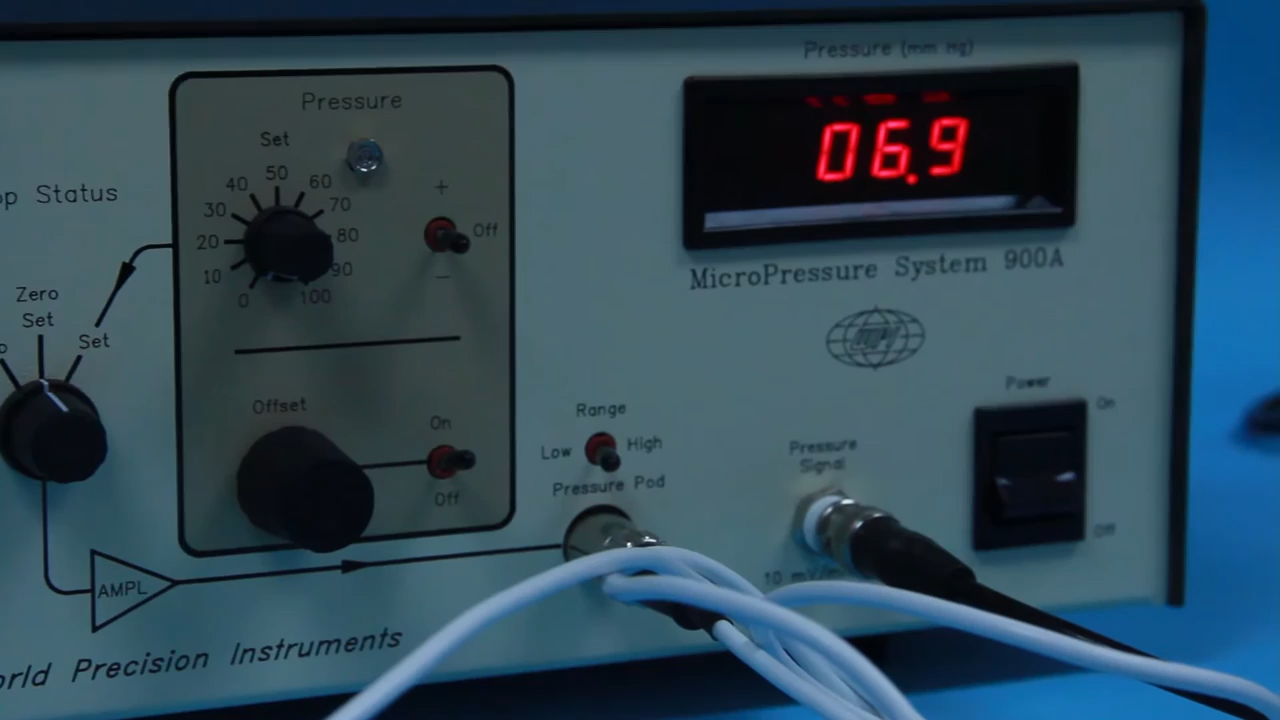 Pressure (mm Hg)
06.9
MicroPressure System 900A
Pressure
Set
0
10
20
30
40
50
60
70
80
90
100
+
Off
−
Status
Zero
Set
Set
Offset
On
Off
Range
Low
High
Pressure Pod
Pressure
Signal
10
Power
On
Off
AMPL
Precision Instruments